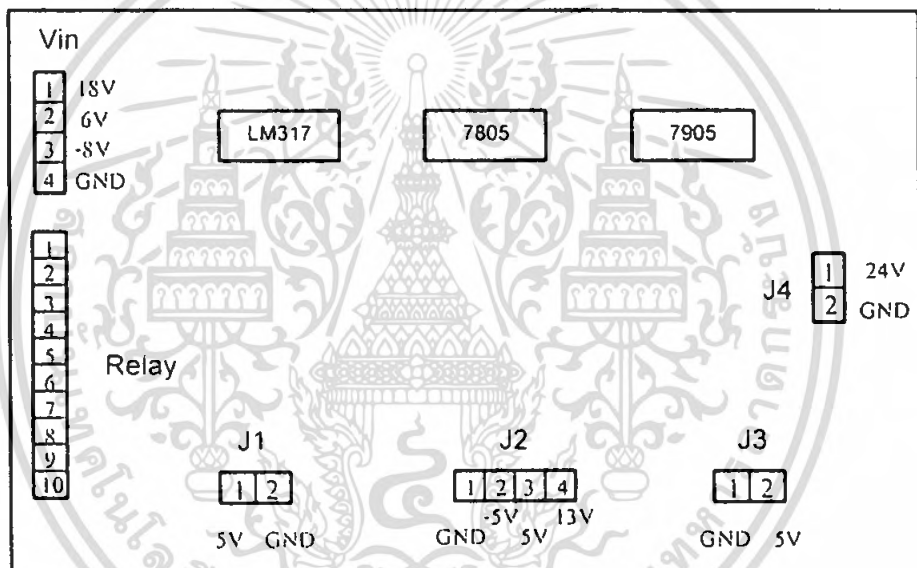 Vin
1 18V
2 6V
3 -8V
4 GND
LM317
7805
7905
1
2
3
4
5
6
7
8
9
10
Relay
J4
1 24V
2 GND
J1
1 2
5V GND
J2
1 2 3 4
-5V 13V
GND 5V
J3
1 2
GND 5V